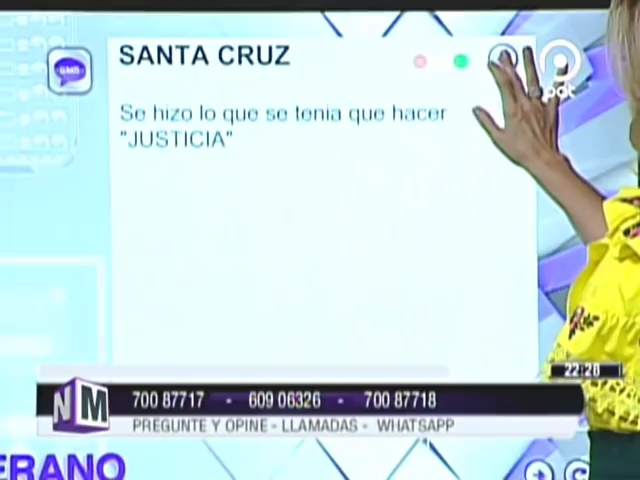 SANTA CRUZ
pat
Se hizo lo que se tenia que hacer
"JUSTICIA"
22:28
NM
700 87717 - 609 06326 - 700 87718
PREGUNTE Y OPINE - LLAMADAS - WHATSAPP
ERANO